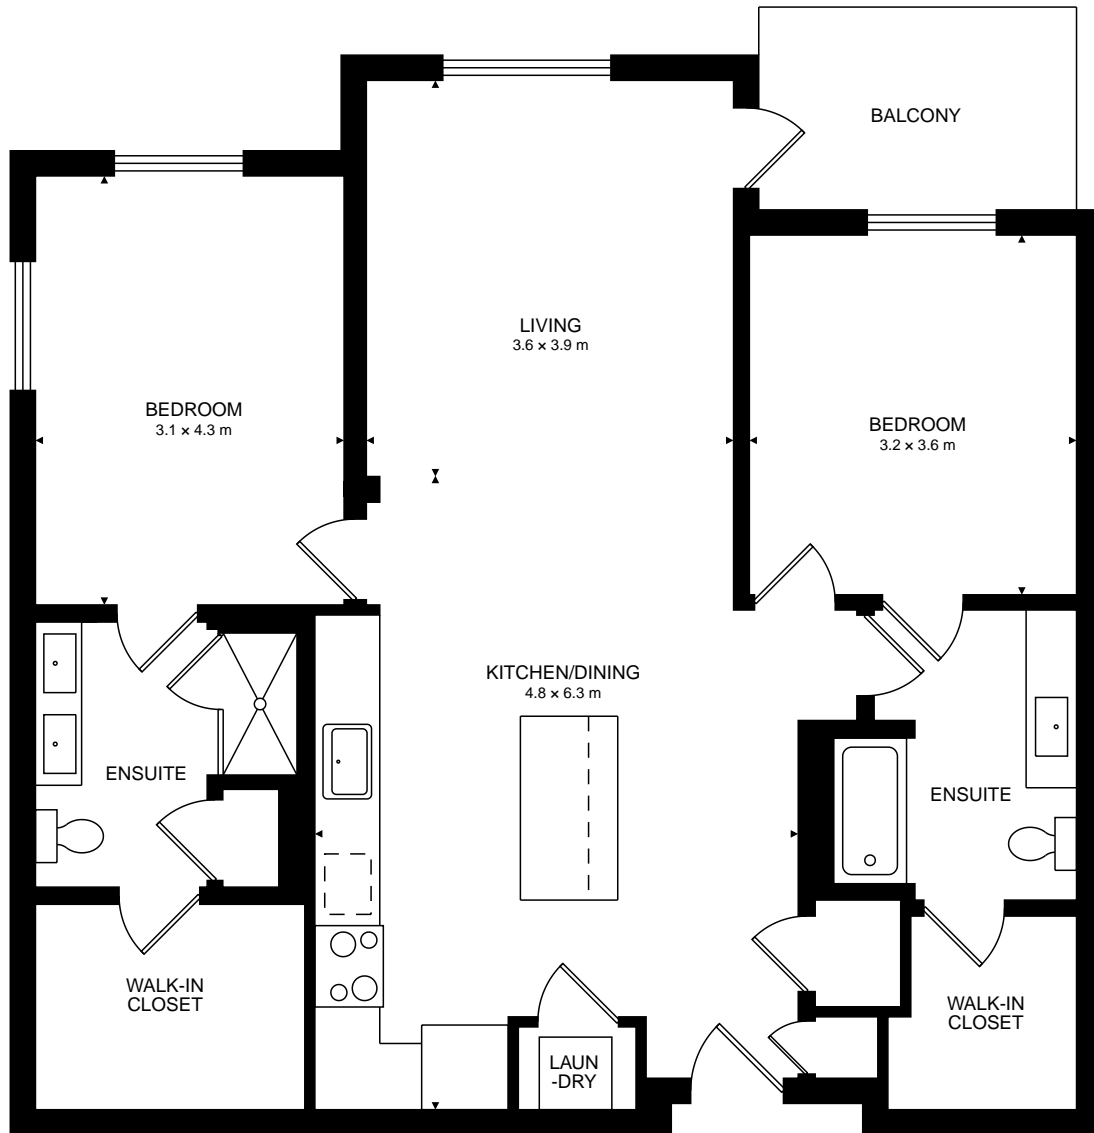 BALCONY
LIVING
3.6 × 3.9 m
BEDROOM
3.1 × 4.3 m
BEDROOM
3.2 × 3.6 m
KITCHEN/DINING
4.8 × 6.3 m
ENSUITE
ENSUITE
WALK-IN
CLOSET
WALK-IN
CLOSET
LAUN
-DRY